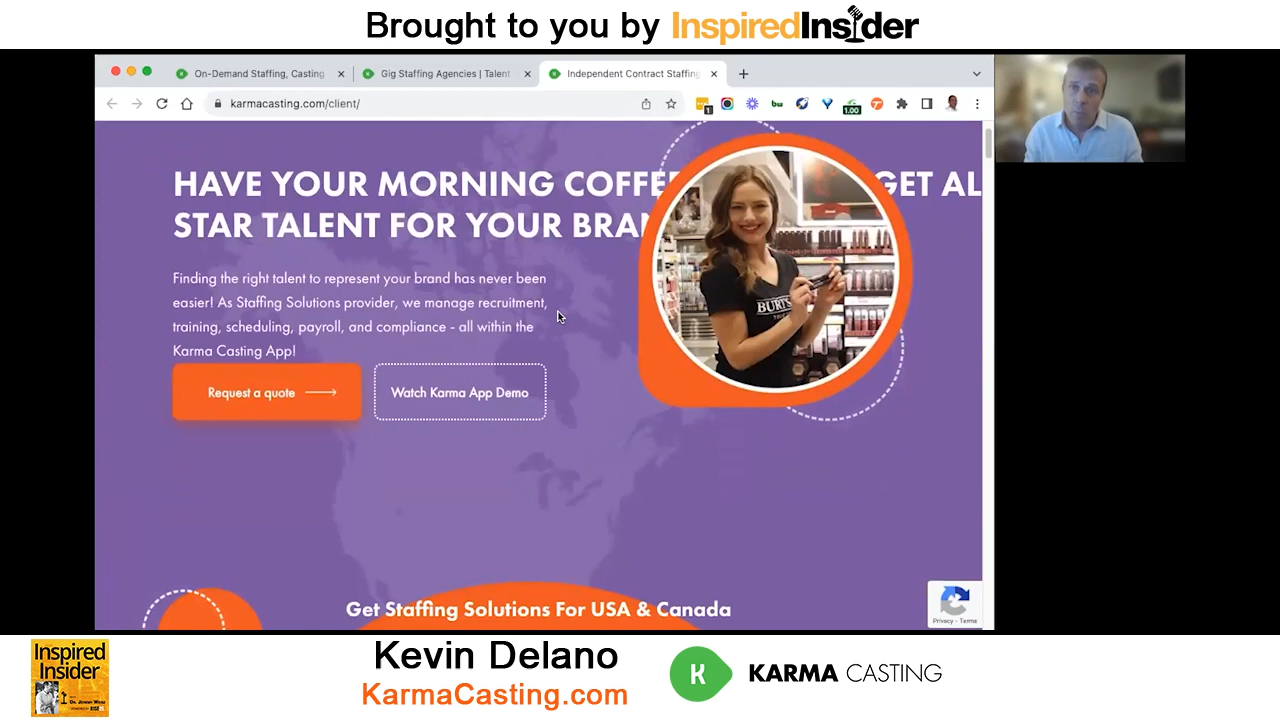 Brought to you by InspiredInsider
On-Demand Staffing, Casting
Gig Staffing Agencies | Talent
Independent Contract Staffing
karmacasting.com/client/
1
bw
1.00
HAVE YOUR MORNING COFFE GET AL
STAR TALENT FOR YOUR BRAN
Finding the right talent to represent your brand has never been
easier! As Staffing Solutions provider, we manage recruitment,
training, scheduling, payroll, and compliance - all within the
Karma Casting App!
Request a quote
Watch Karma App Demo
BURT'S
Get Staffing Solutions For USA & Canada
Privacy - Terms
Inspired
Insider
Kevin Delano
KarmaCasting.com
K
KARMA CASTING